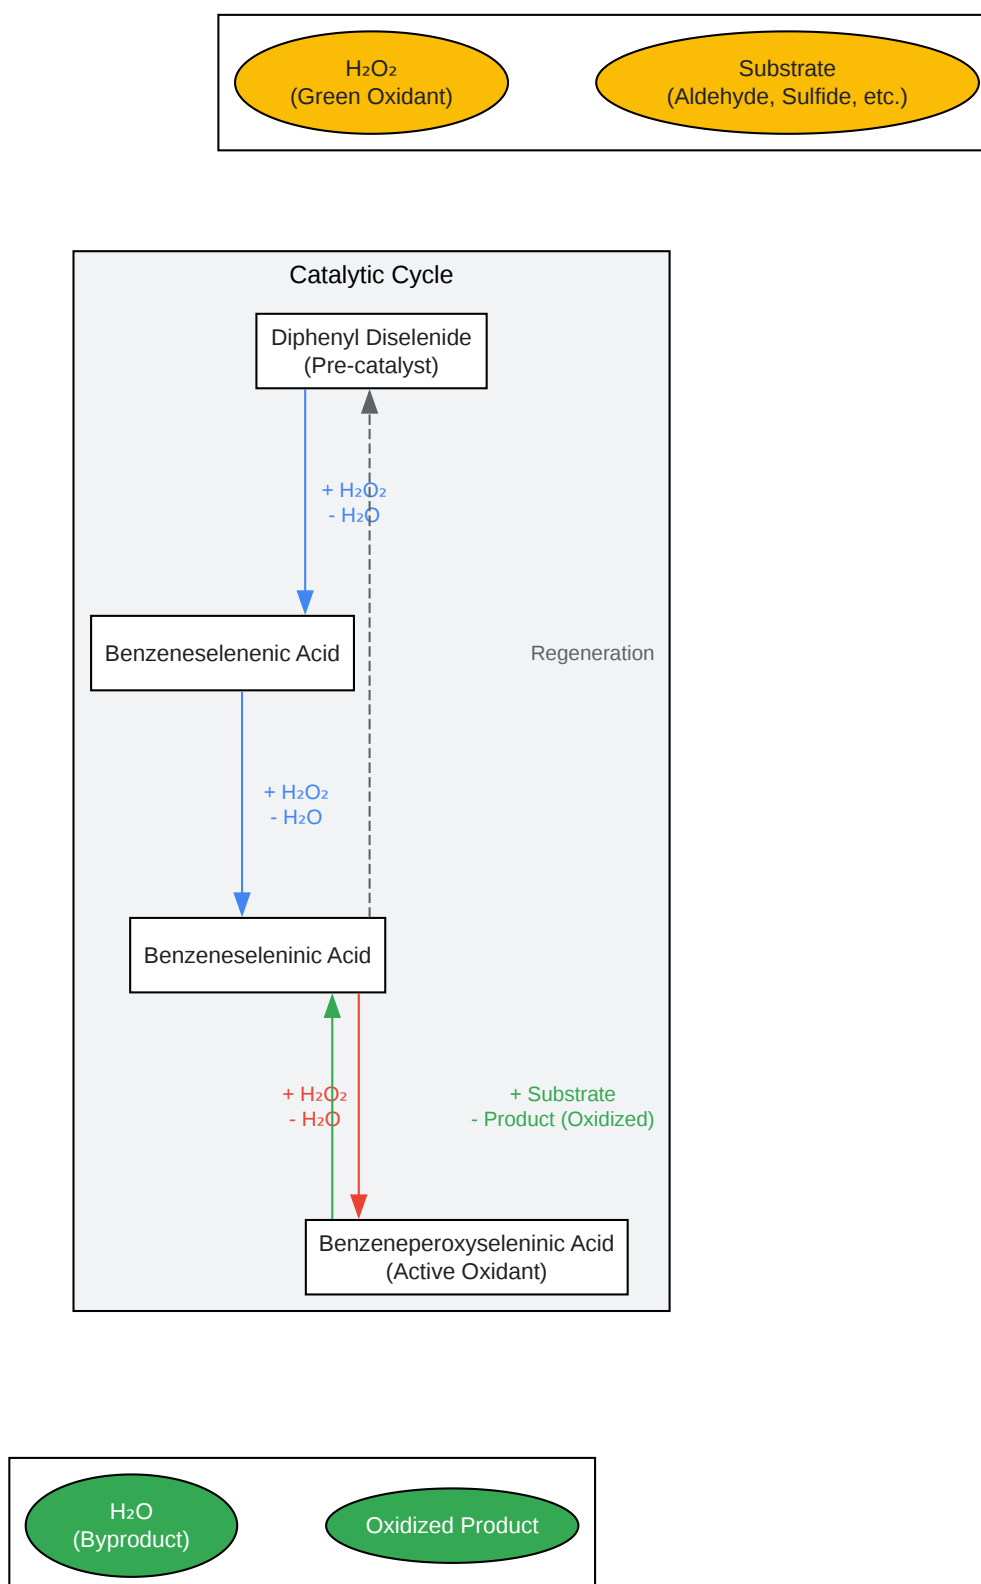 H₂O₂
(Green Oxidant)
Substrate
(Aldehyde, Sulfide, etc.)
Catalytic Cycle
Diphenyl Diselenide
(Pre-catalyst)
+ H₂O₂
- H₂O
Benzeneselenenic Acid
Regeneration
+ H₂O₂
- H₂O
Benzeneseleninic Acid
+ H₂O₂
- H₂O
+ Substrate
- Product (Oxidized)
Benzeneperoxyseleninic Acid
(Active Oxidant)
H₂O
(Byproduct)
Oxidized Product